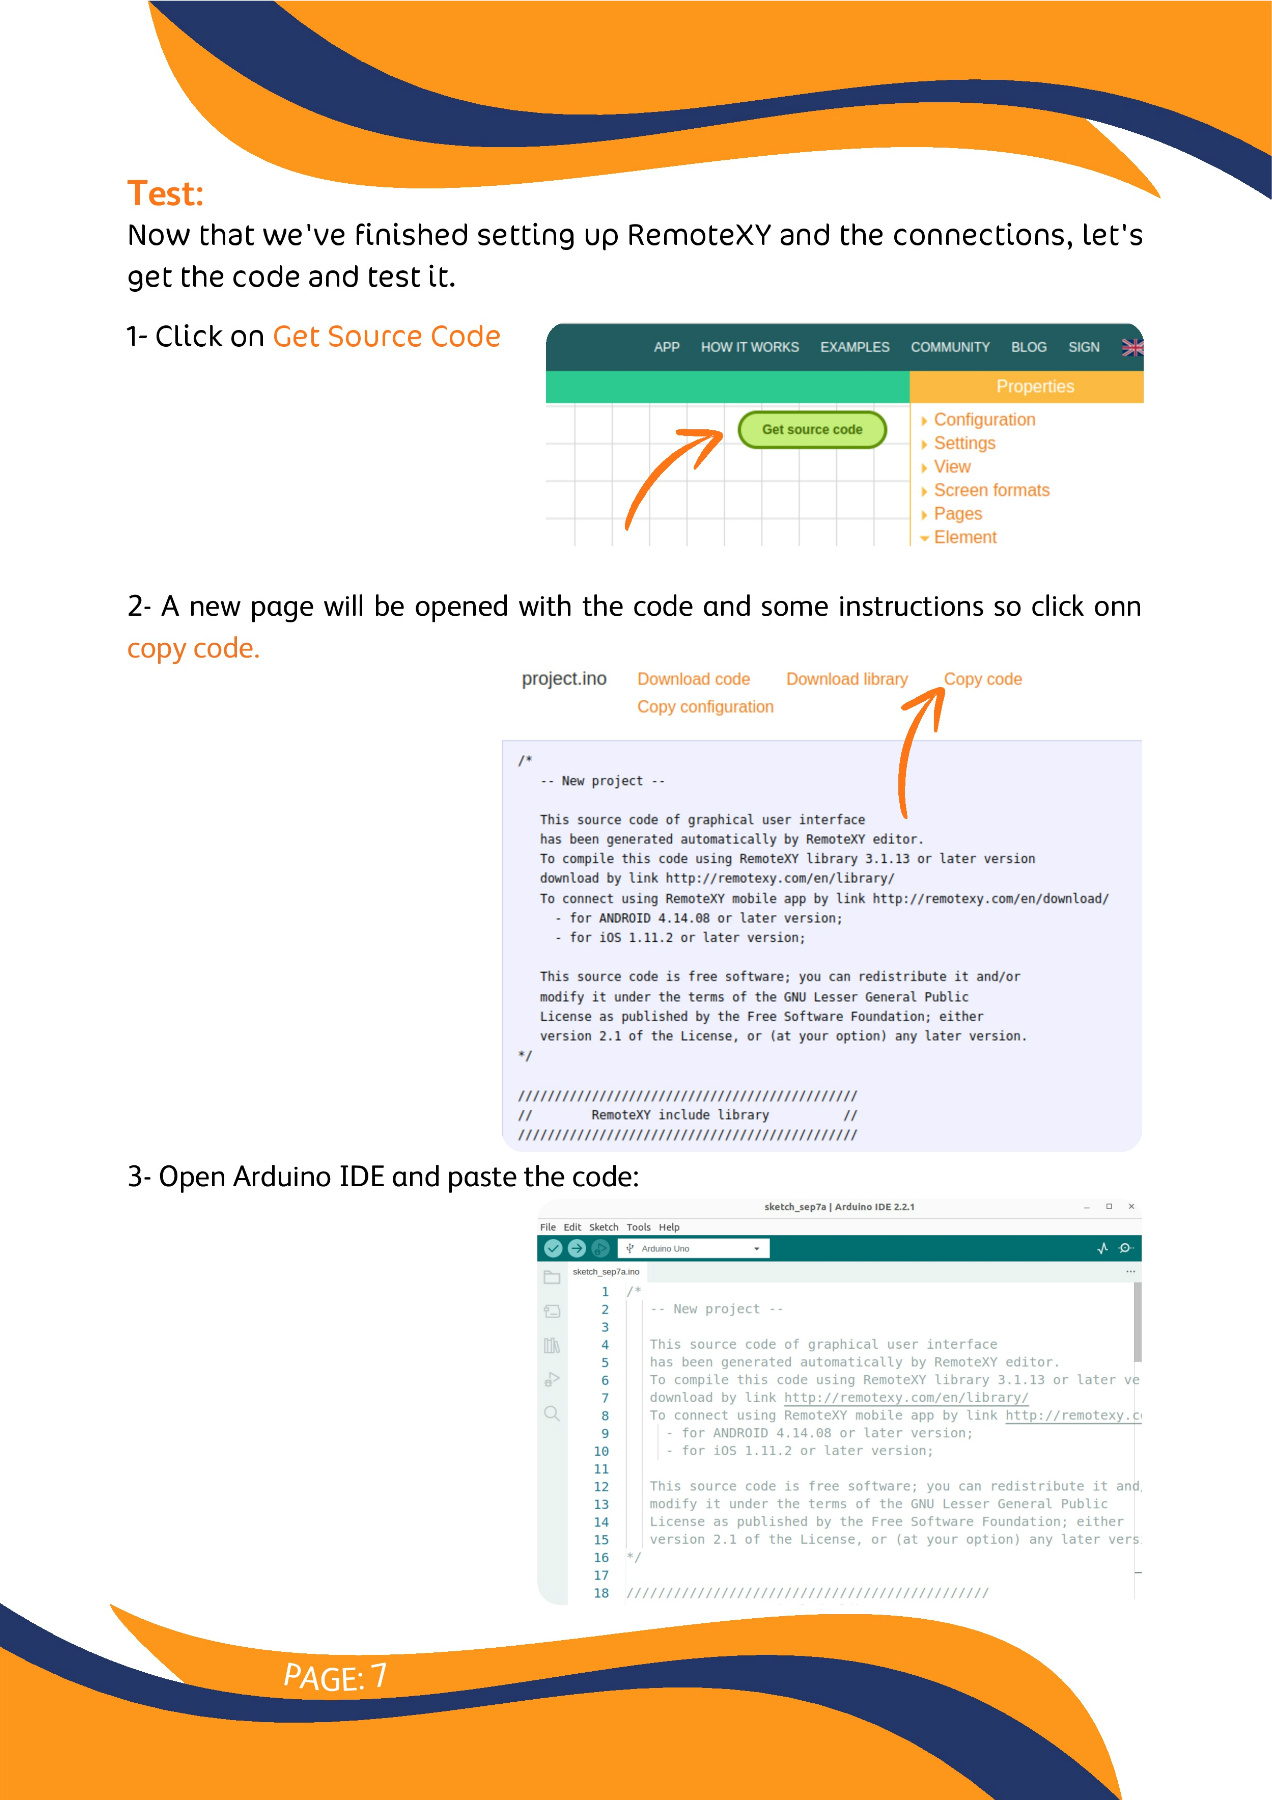 Test:
Now that we've finished setting up RemoteXY and the connections, let's
get the code and test it.
1- Click on Get Source Code
APP HOW IT WORKS EXAMPLES COMMUNITY BLOG SIGN
Properties
Get source code
Configuration
Settings
View
Screen formats
Pages
Element
2- A new page will be opened with the code and some instructions so click onn
copy code.
project.ino Download code Download library Copy code
Copy configuration
/*
-- New project --
This source code of graphical user interface
has been generated automatically by RemoteXY editor.
To compile this code using RemoteXY library 3.1.13 or later version
download by link http://remotexy.com/en/library/
To connect using RemoteXY mobile app by link http://remotexy.com/en/download/
- for ANDROID 4.14.08 or later version;
- for iOS 1.11.2 or later version;
This source code is free software; you can redistribute it and/or
modify it under the terms of the GNU Lesser General Public
License as published by the Free Software Foundation; either
version 2.1 of the License, or (at your option) any later version.
*/
//////////////////////////////////////////////
// RemoteXY include library //
//////////////////////////////////////////////
3- Open Arduino IDE and paste the code:
sketch_sep7a | Arduino IDE 2.2.1
File Edit Sketch Tools Help
Arduino Uno
sketch_sep7a.ino
1 /*
2 -- New project --
3
4 This source code of graphical user interface
5 has been generated automatically by RemoteXY editor.
6 To compile this code using RemoteXY library 3.1.13 or later ve
7 download by link http://remotexy.com/en/library/
8 To connect using RemoteXY mobile app by link http://remotexy.c
9 - for ANDROID 4.14.08 or later version;
10 - for iOS 1.11.2 or later version;
11
12 This source code is free software; you can redistribute it and
13 modify it under the terms of the GNU Lesser General Public
14 License as published by the Free Software Foundation; either
15 version 2.1 of the License, or (at your option) any later vers
16 */
17
18 //////////////////////////////////////////////
PAGE: 7